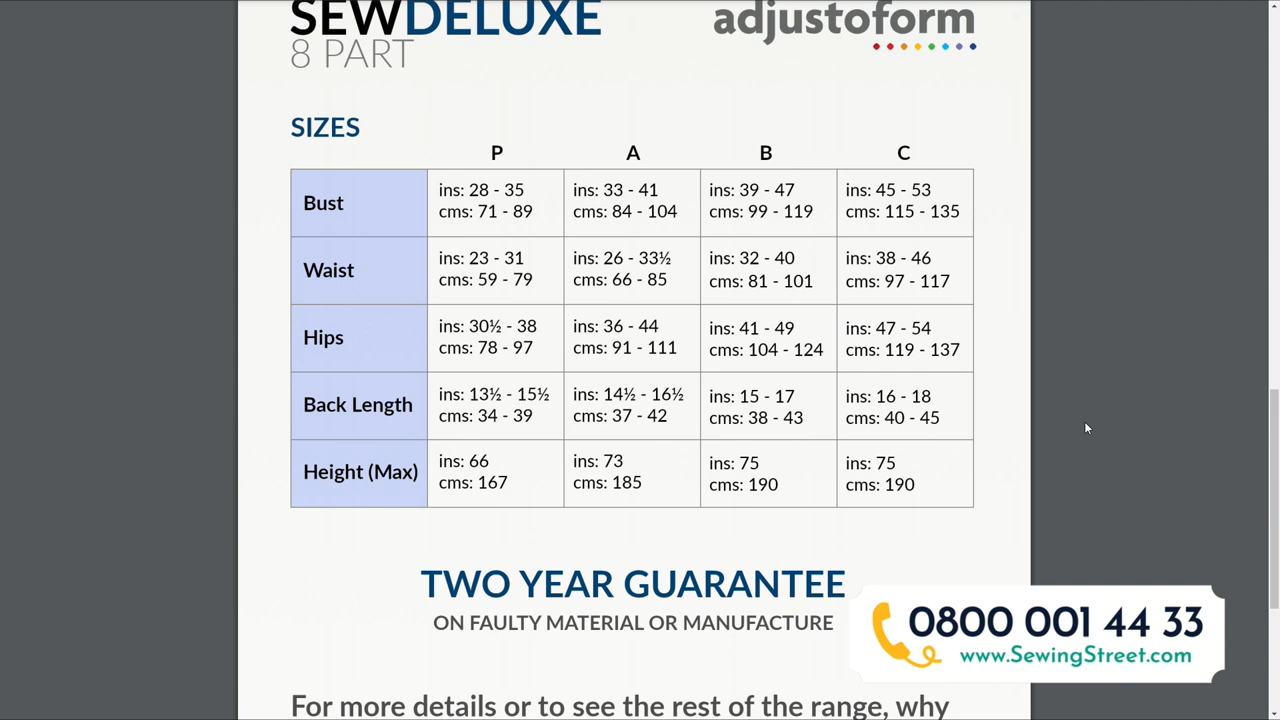 SEWDELUXE
8 PART
adjustoform
SIZES
P A B C
Bust
ins: 28 - 35
cms: 71 - 89
ins: 33 - 41
cms: 84 - 104
ins: 39 - 47
cms: 99 - 119
ins: 45 - 53
cms: 115 - 135
Waist
ins: 23 - 31
cms: 59 - 79
ins: 26 - 33½
cms: 66 - 85
ins: 32 - 40
cms: 81 - 101
ins: 38 - 46
cms: 97 - 117
Hips
ins: 30½ - 38
cms: 78 - 97
ins: 36 - 44
cms: 91 - 111
ins: 41 - 49
cms: 104 - 124
ins: 47 - 54
cms: 119 - 137
Back Length
ins: 13½ - 15½
cms: 34 - 39
ins: 14½ - 16½
cms: 37 - 42
ins: 15 - 17
cms: 38 - 43
ins: 16 - 18
cms: 40 - 45
Height (Max)
ins: 66
cms: 167
ins: 73
cms: 185
ins: 75
cms: 190
ins: 75
cms: 190
TWO YEAR GUARANTEE
ON FAULTY MATERIAL OR MANUFACTURE
0800 001 44 33
www.SewingStreet.com
For more details or to see the rest of the range, why